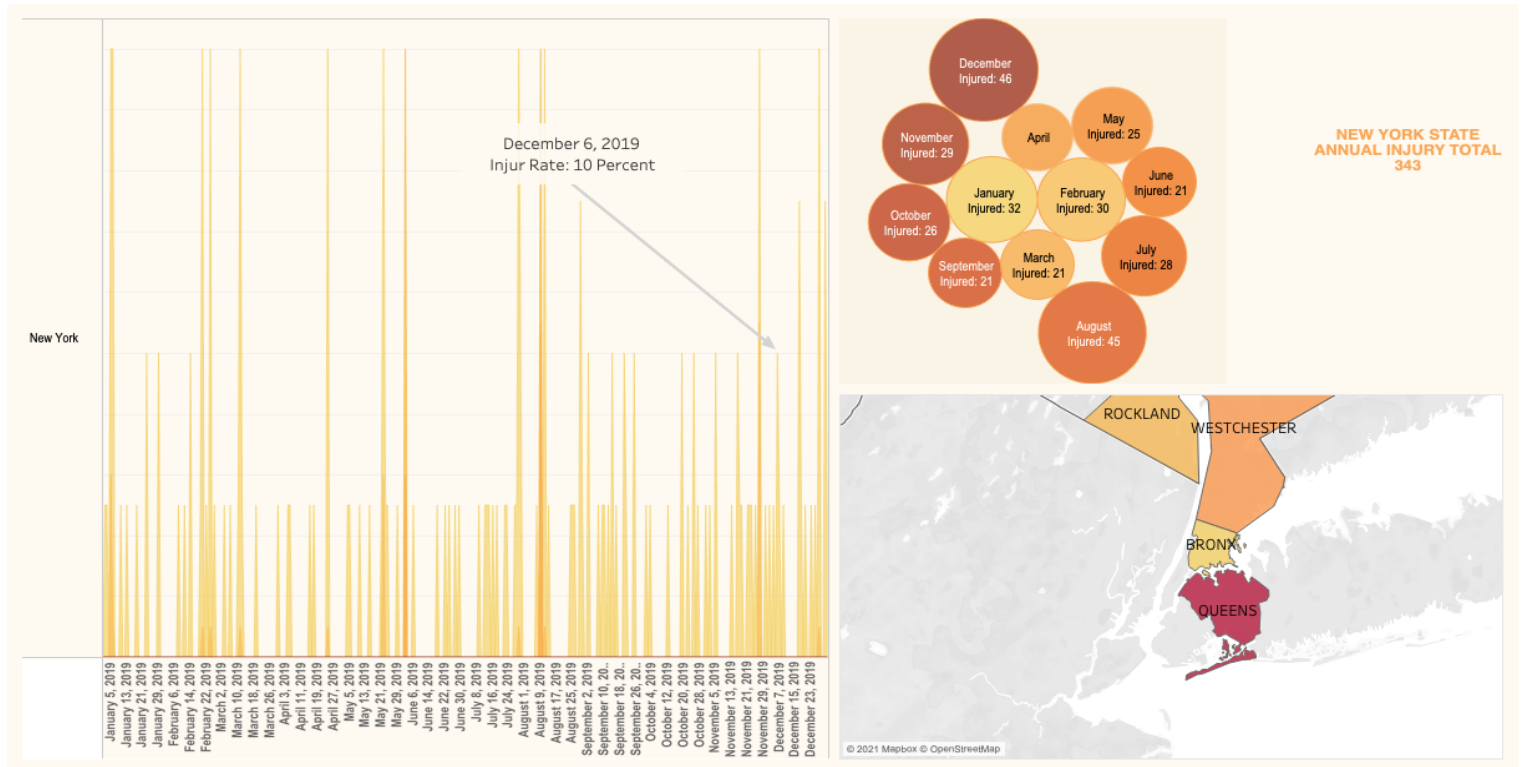 New York
December 6, 2019
Injur Rate: 10 Percent
January 5, 2019
January 13, 2019
January 21, 2019
January 29, 2019
February 6, 2019
February 14, 2019
February 22, 2019
March 2, 2019
March 10, 2019
March 18, 2019
March 26, 2019
April 3, 2019
April 11, 2019
April 19, 2019
April 27, 2019
May 5, 2019
May 13, 2019
May 21, 2019
May 29, 2019
June 6, 2019
June 14, 2019
June 22, 2019
June 30, 2019
July 8, 2019
July 16, 2019
July 24, 2019
August 1, 2019
August 9, 2019
August 17, 2019
August 25, 2019
September 2, 2019
September 10, 20..
September 18, 20..
September 26, 20..
October 4, 2019
October 12, 2019
October 20, 2019
October 28, 2019
November 5, 2019
November 13, 2019
November 21, 2019
November 29, 2019
December 7, 2019
December 15, 2019
December 23, 2019
December
Injured: 46
May
Injured: 25
November
Injured: 29
April
June
Injured: 21
January
Injured: 32
February
Injured: 30
October
Injured: 26
July
Injured: 28
September
Injured: 21
March
Injured: 21
August
Injured: 45
NEW YORK STATE
ANNUAL INJURY TOTAL
343
ROCKLAND
WESTCHESTER
BRONX
QUEENS
© 2021 Mapbox © OpenStreetMap